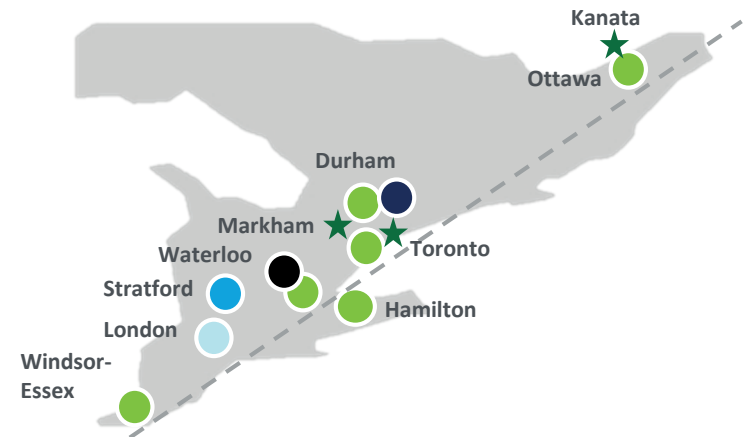 Kanata
Ottawa
Durham
Markham
Toronto
Waterloo
Stratford
Hamilton
London
Windsor-
Essex